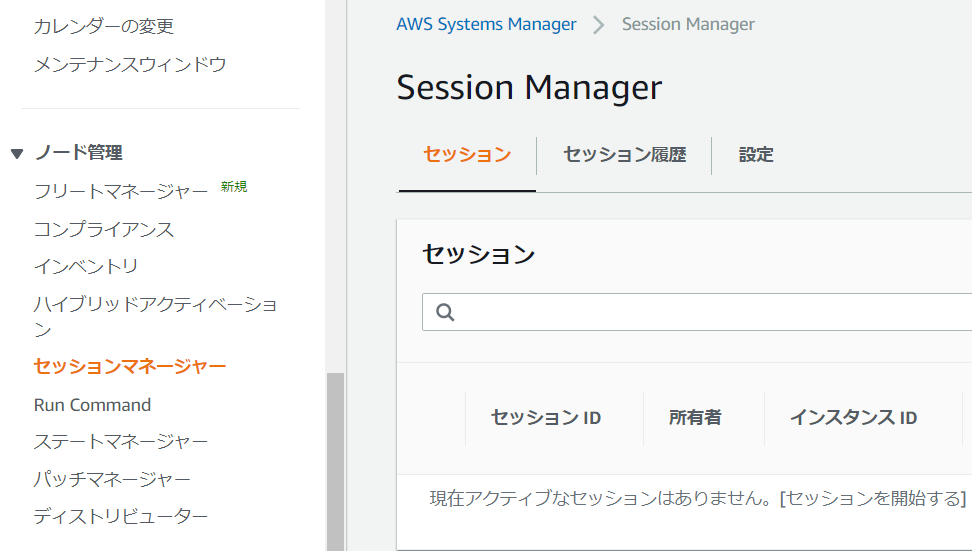 カレンダーの変更
メンテナンスウィンドウ
▼ ノード管理
フリートマネージャー 新規
コンプライアンス
インベントリ
ハイブリッドアクティベーショ
ン
セッションマネージャー
Run Command
ステートマネージャー
パッチマネージャー
ディストリビューター
AWS Systems Manager > Session Manager
Session Manager
セッション セッション履歴 設定
セッション
セッション ID 所有者 インスタンス ID
現在アクティブなセッションはありません。[セッションを開始する]